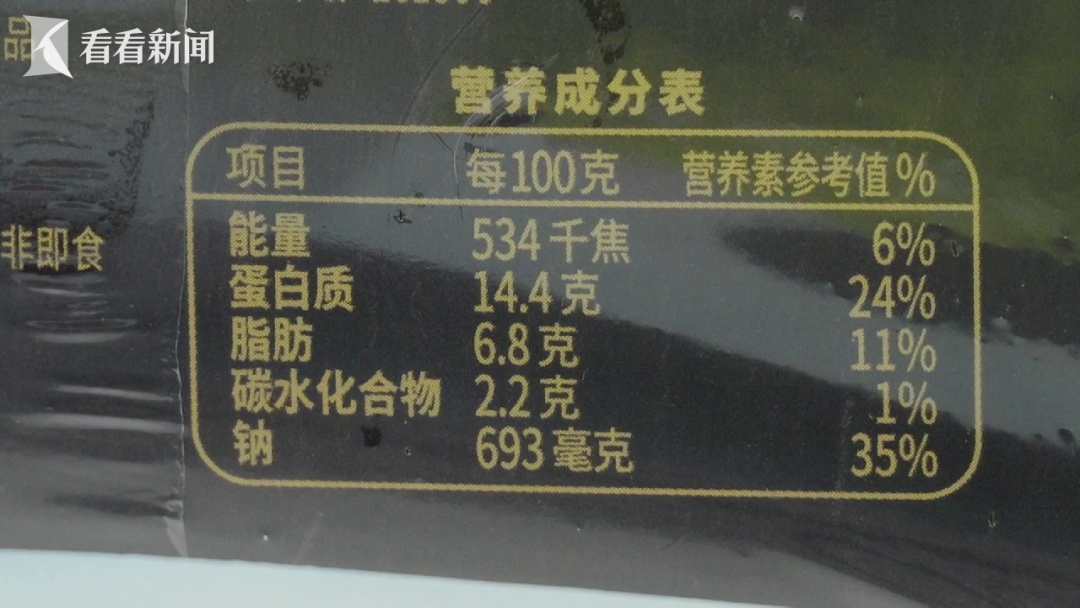 品
看看新闻
营养成分表
项目 每100克 营养素参考值%
能量 534千焦 6%
非即食
蛋白质 14.4克 24%
脂肪 6.8克 11%
碳水化合物 2.2克 1%
钠 693毫克 35%